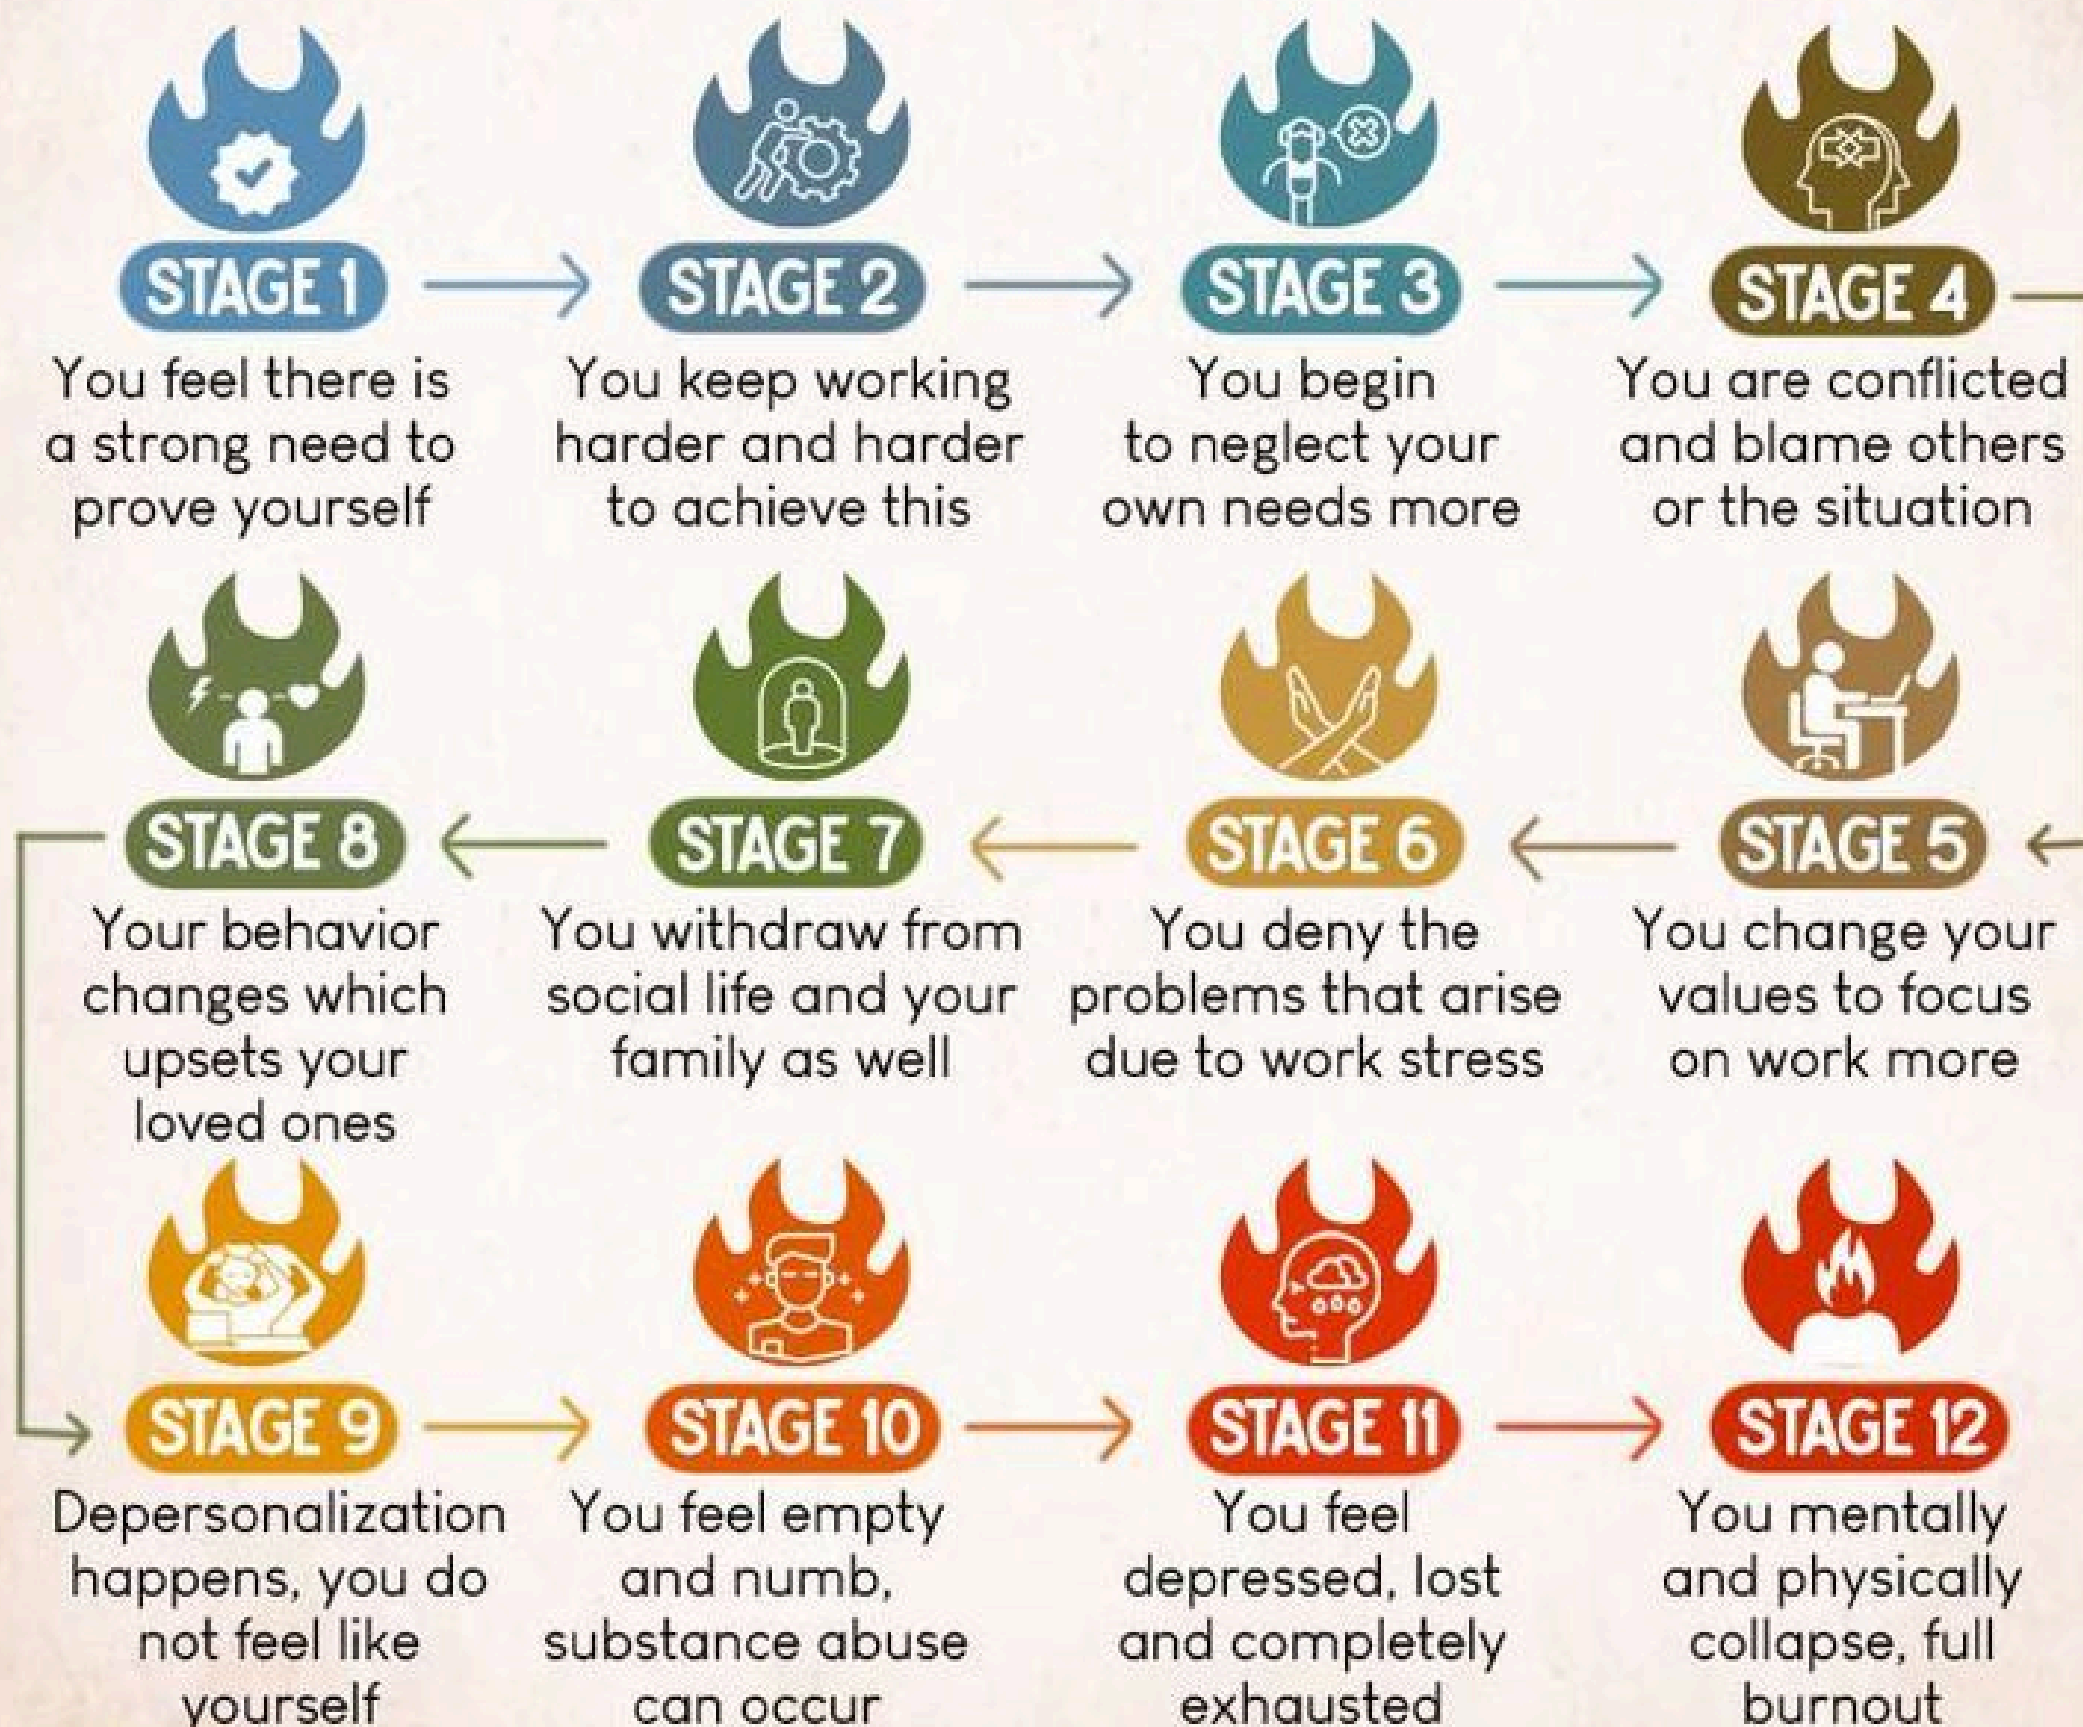 STAGE 1
You feel there is
a strong need to
prove yourself
STAGE 2
You keep working
harder and harder
to achieve this
STAGE 3
You begin
to neglect your
own needs more
STAGE 4
You are conflicted
and blame others
or the situation
STAGE 5
You change your
values to focus
on work more
STAGE 6
You deny the
problems that arise
due to work stress
STAGE 7
You withdraw from
social life and your
family as well
STAGE 8
Your behavior
changes which
upsets your
loved ones
STAGE 9
Depersonalization
happens, you do
not feel like
yourself
STAGE 10
You feel empty
and numb,
substance abuse
can occur
STAGE 11
You feel
depressed, lost
and completely
exhausted
STAGE 12
You mentally
and physically
collapse, full
burnout